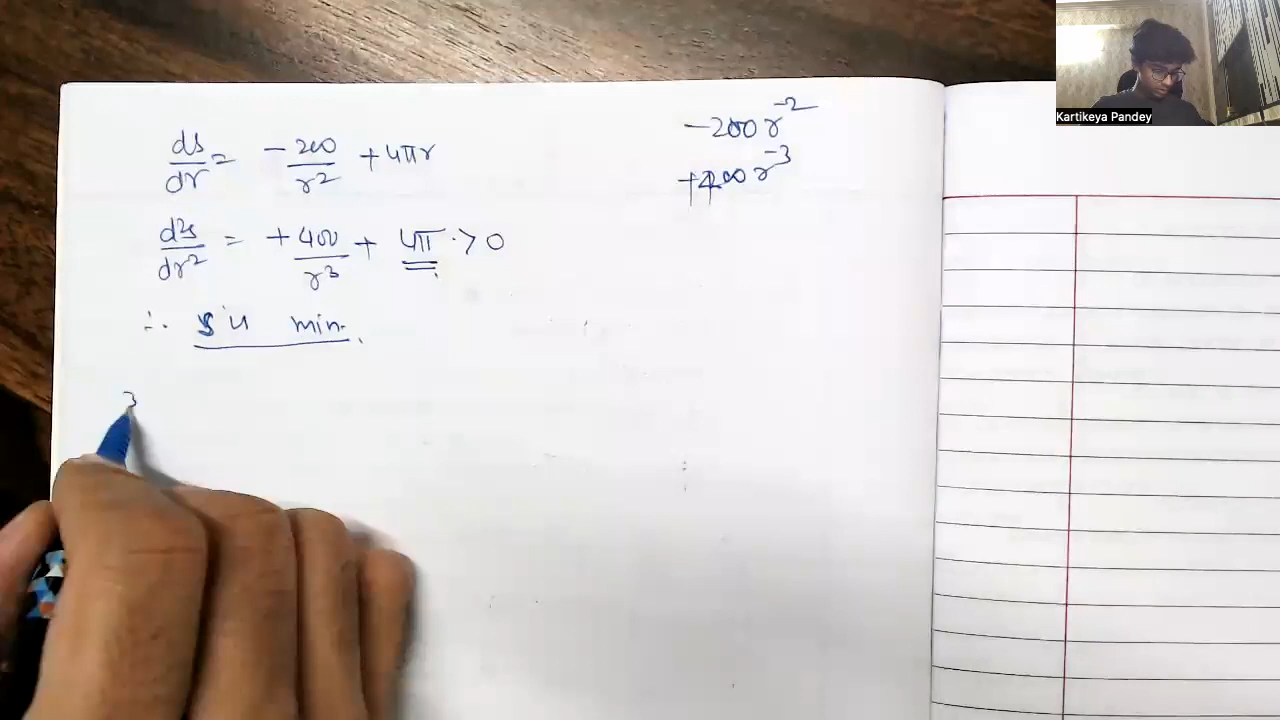 ds/dr = -200/r² + 4πr
d²s/dr² = +400/r³ + 4π > 0
∴ S is min.
3
-200 r⁻²
+400 r⁻³
Kartikeya Pandey